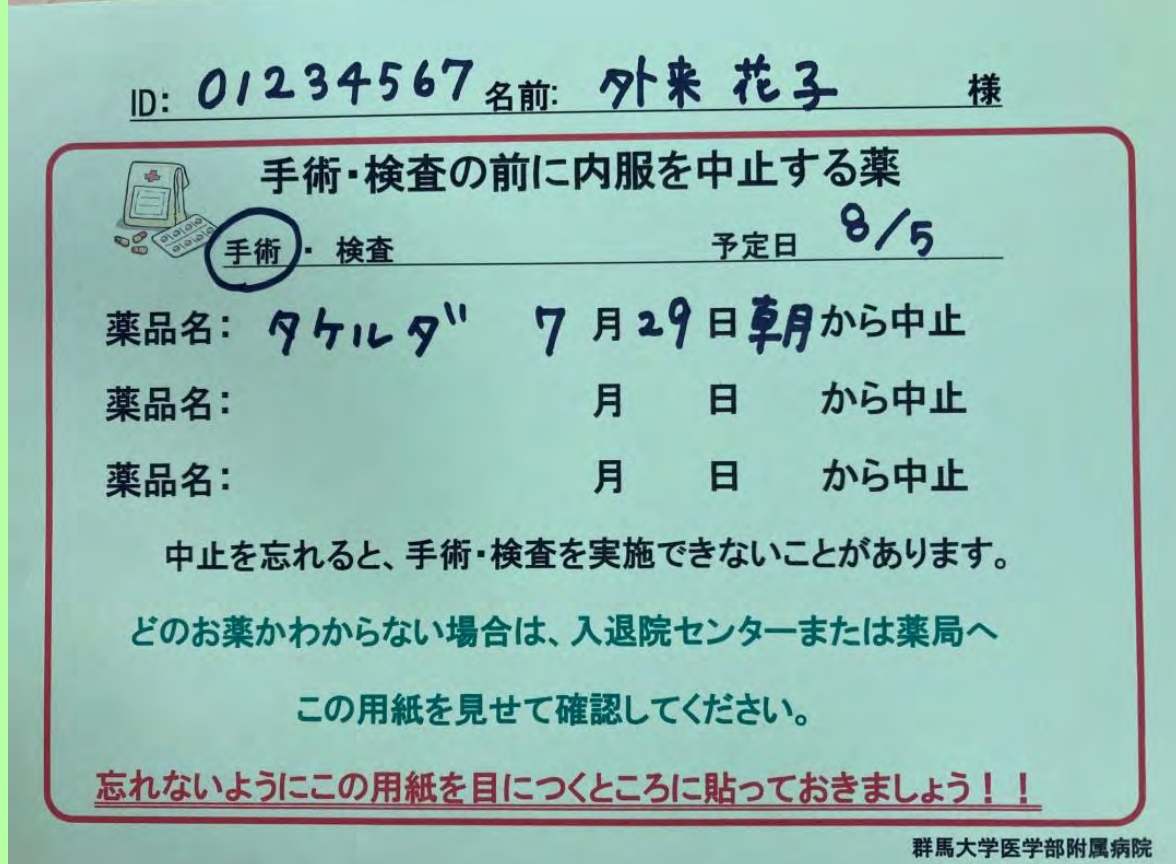 ID: 01234567 名前: 外来 花子 様
手術・検査の前に内服を中止する薬
手術 ・ 検査 予定日 8/5
薬品名: タケルダ 7 月 29 日 朝 から中止
薬品名: 月 日 から中止
薬品名: 月 日 から中止
中止を忘れると、手術・検査を実施できないことがあります。
どのお薬かわからない場合は、入退院センターまたは薬局へ
この用紙を見せて確認してください。
忘れないようにこの用紙を目につくところに貼っておきましょう！！
群馬大学医学部附属病院